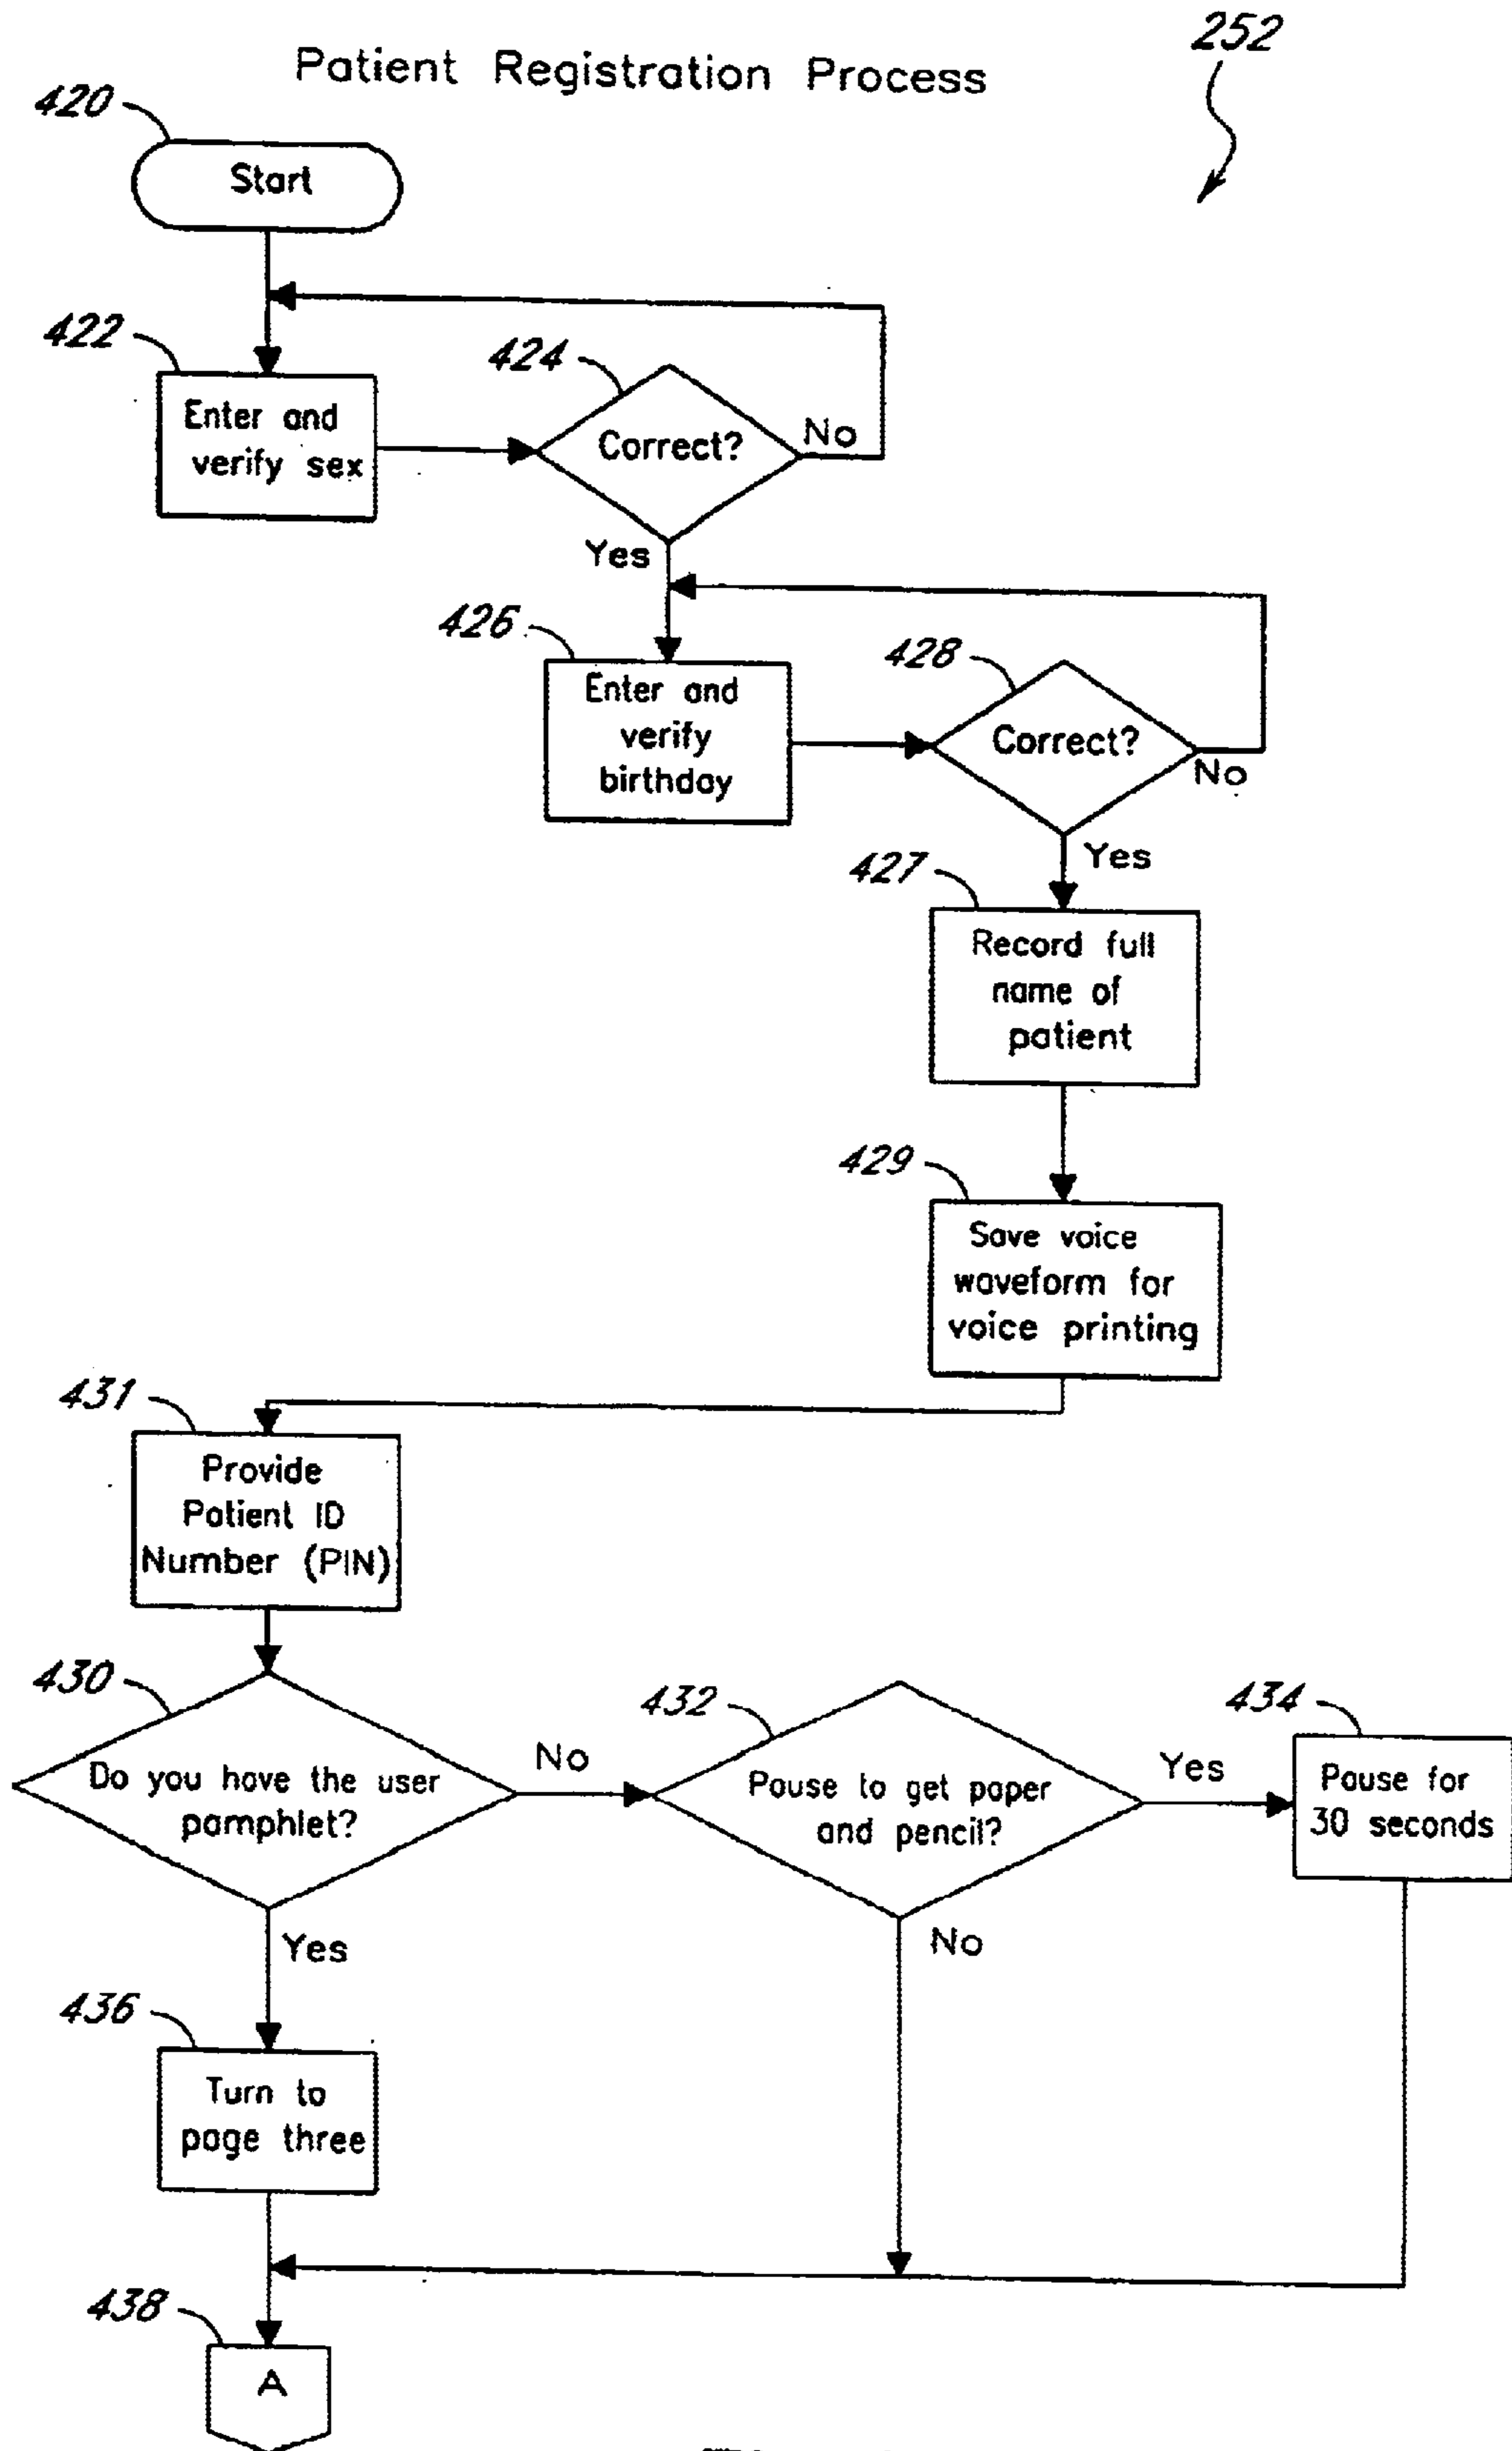 Patient Registration Process
252
420
Start
422
Enter and
verify sex
424
Correct?
No
Yes
426
Enter and
verify
birthday
428
Correct?
No
Yes
427
Record full
name of
patient
429
Save voice
waveform for
voice printing
431
Provide
Patient ID
Number (PIN)
430
Do you have the user
pamphlet?
No
Yes
432
Pause to get paper
and pencil?
Yes
No
434
Pause for
30 seconds
436
Turn to
page three
438
A